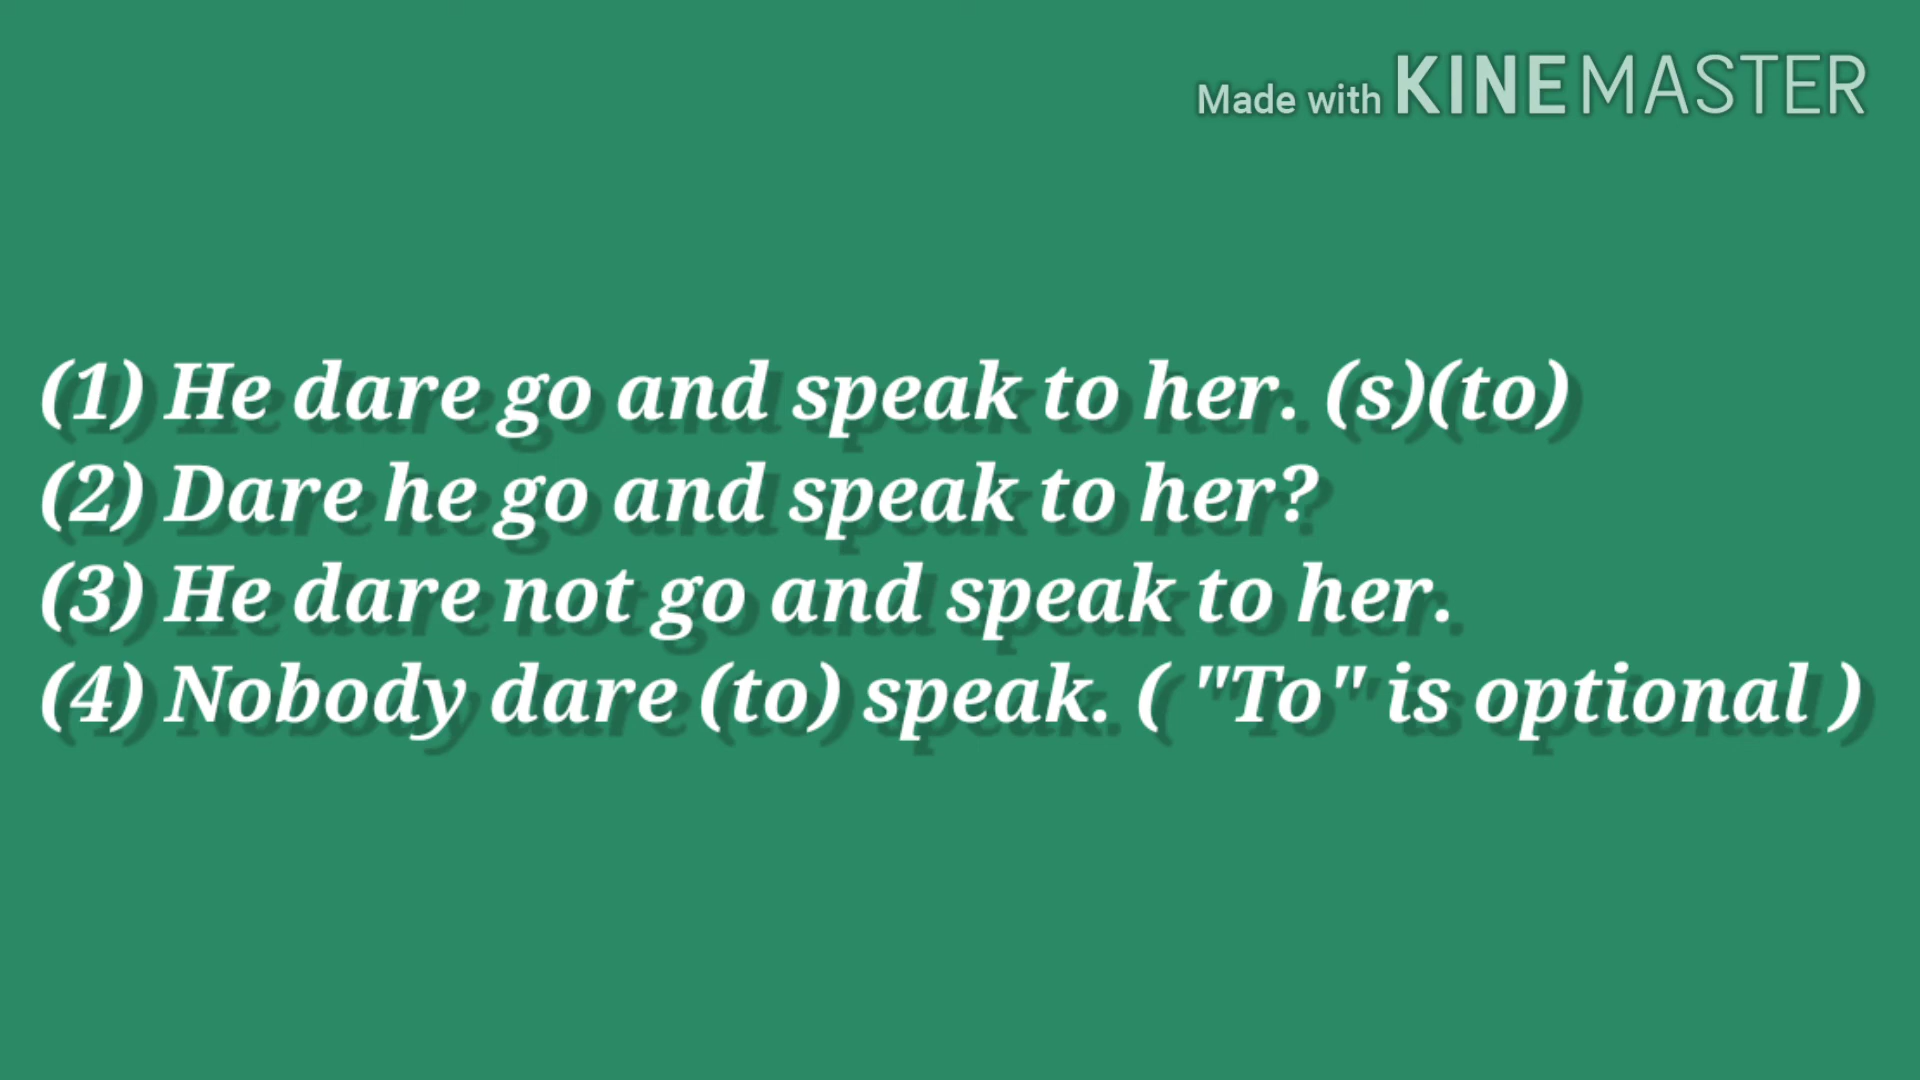 Made with KINEMASTER
(1) He dare go and speak to her. (s)(to)
(2) Dare he go and speak to her?
(3) He dare not go and speak to her.
(4) Nobody dare (to) speak. ( "To" is optional )